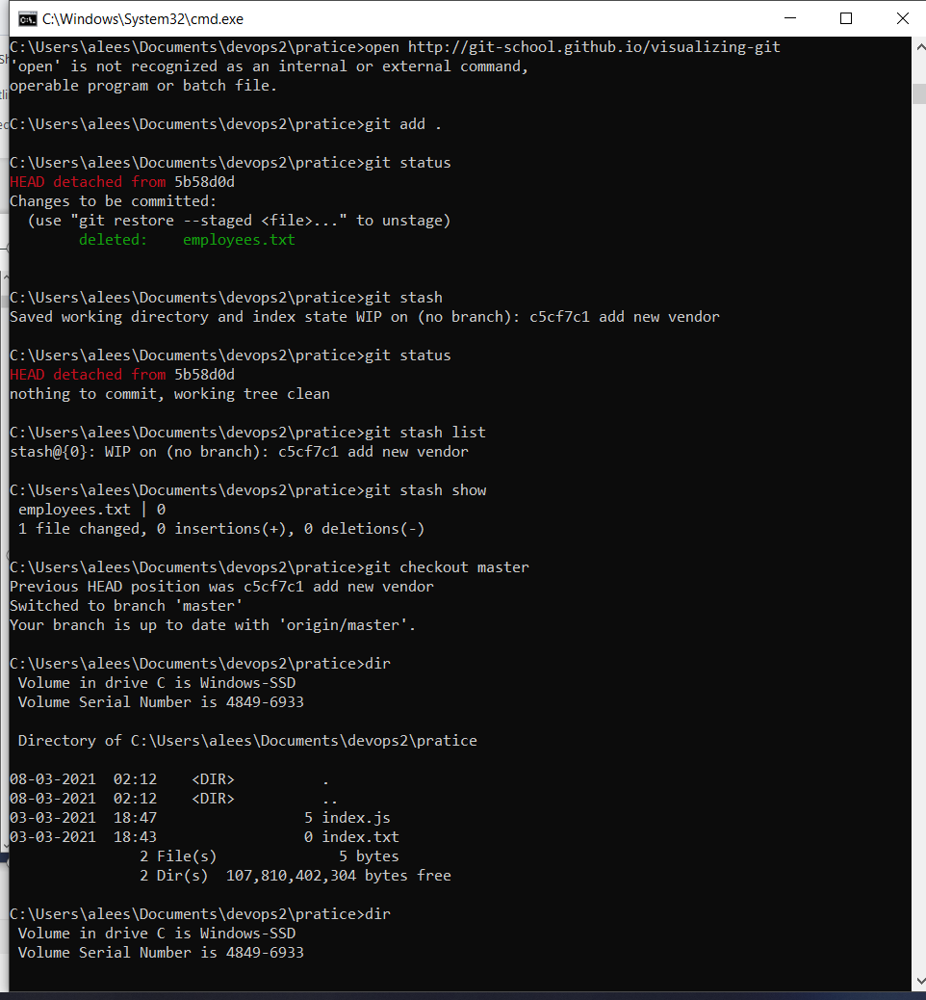 C:\Windows\System32\cmd.exe
C:\Users\alees\Documents\devops2\pratice>open http://git-school.github.io/visualizing-git
'open' is not recognized as an internal or external command,
operable program or batch file.
C:\Users\alees\Documents\devops2\pratice>git add .
C:\Users\alees\Documents\devops2\pratice>git status
HEAD detached from 5b58d0d
Changes to be committed:
  (use "git restore --staged <file>..." to unstage)
        deleted:    employees.txt
C:\Users\alees\Documents\devops2\pratice>git stash
Saved working directory and index state WIP on (no branch): c5cf7c1 add new vendor
C:\Users\alees\Documents\devops2\pratice>git status
HEAD detached from 5b58d0d
nothing to commit, working tree clean
C:\Users\alees\Documents\devops2\pratice>git stash list
stash@{0}: WIP on (no branch): c5cf7c1 add new vendor
C:\Users\alees\Documents\devops2\pratice>git stash show
 employees.txt | 0
 1 file changed, 0 insertions(+), 0 deletions(-)
C:\Users\alees\Documents\devops2\pratice>git checkout master
Previous HEAD position was c5cf7c1 add new vendor
Switched to branch 'master'
Your branch is up to date with 'origin/master'.
C:\Users\alees\Documents\devops2\pratice>dir
 Volume in drive C is Windows-SSD
 Volume Serial Number is 4849-6933
 Directory of C:\Users\alees\Documents\devops2\pratice
08-03-2021  02:12    <DIR>          .
08-03-2021  02:12    <DIR>          ..
03-03-2021  18:47                 5 index.js
03-03-2021  18:43                 0 index.txt
               2 File(s)              5 bytes
               2 Dir(s)  107,810,402,304 bytes free
C:\Users\alees\Documents\devops2\pratice>dir
 Volume in drive C is Windows-SSD
 Volume Serial Number is 4849-6933